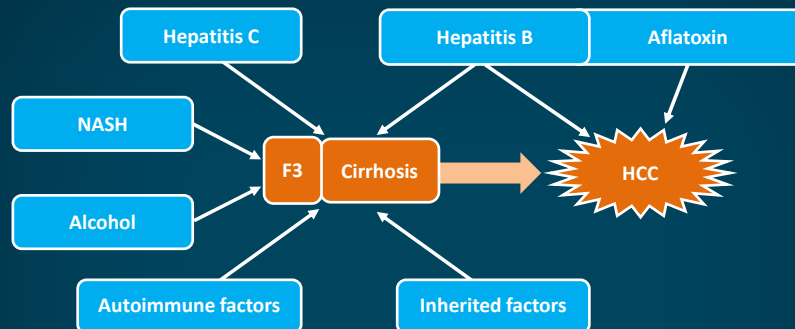 Hepatitis C
Hepatitis B
Aflatoxin
NASH
F3
Cirrhosis
HCC
Alcohol
Autoimmune factors
Inherited factors